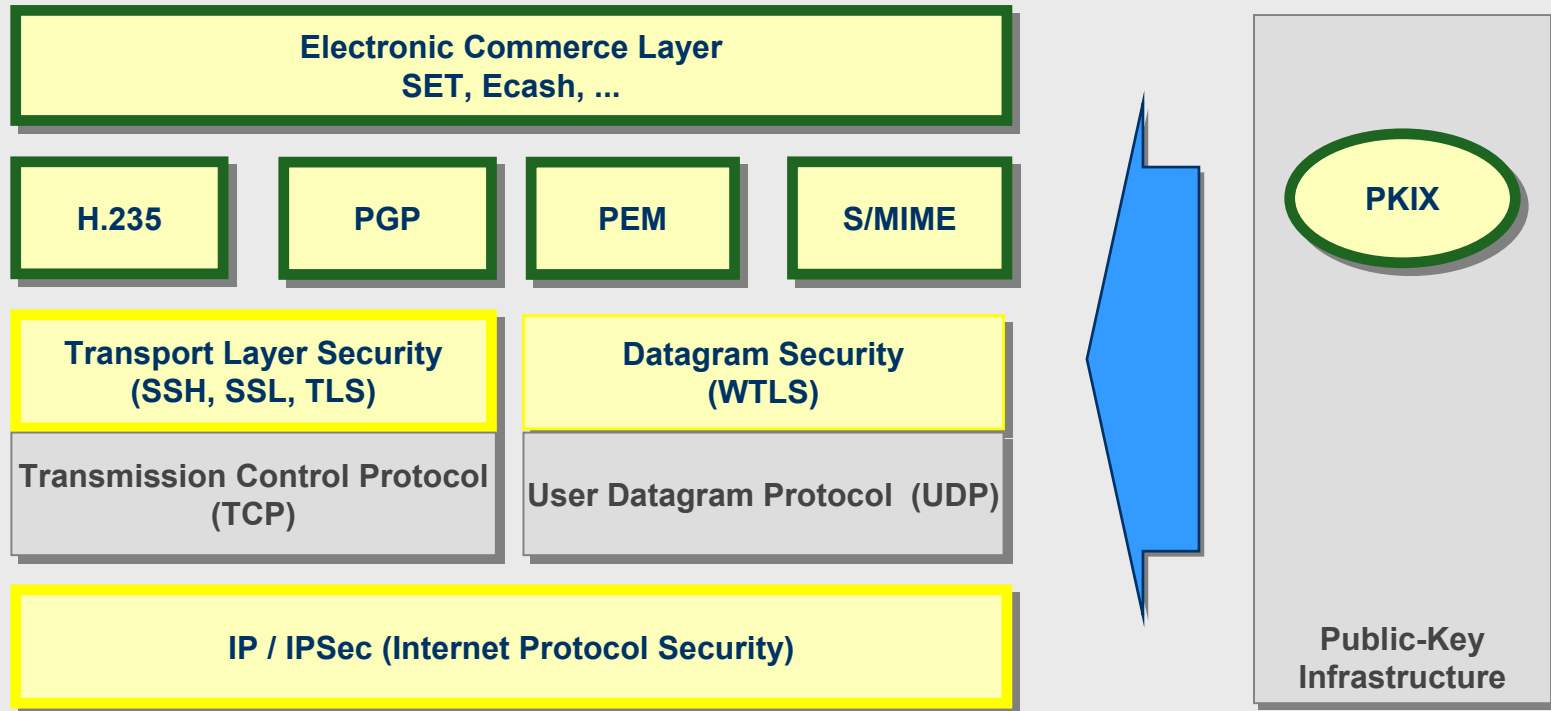 Electronic Commerce Layer
SET, Ecash, ...
H.235
PGP
PEM
S/MIME
PKIX
Transport Layer Security
(SSH, SSL, TLS)
Datagram Security
(WTLS)
Transmission Control Protocol
(TCP)
User Datagram Protocol (UDP)
IP / IPSec (Internet Protocol Security)
Public-Key
Infrastructure